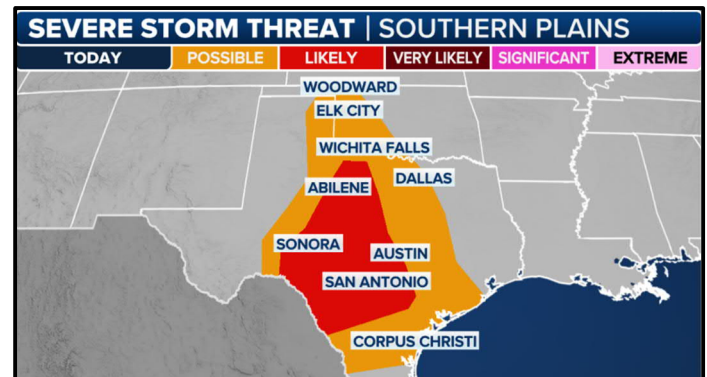 SEVERE STORM THREAT | SOUTHERN PLAINS
TODAY POSSIBLE LIKELY VERY LIKELY SIGNIFICANT EXTREME
WOODWARD
ELK CITY
WICHITA FALLS
DALLAS
ABILENE
SONORA
AUSTIN
SAN ANTONIO
CORPUS CHRISTI